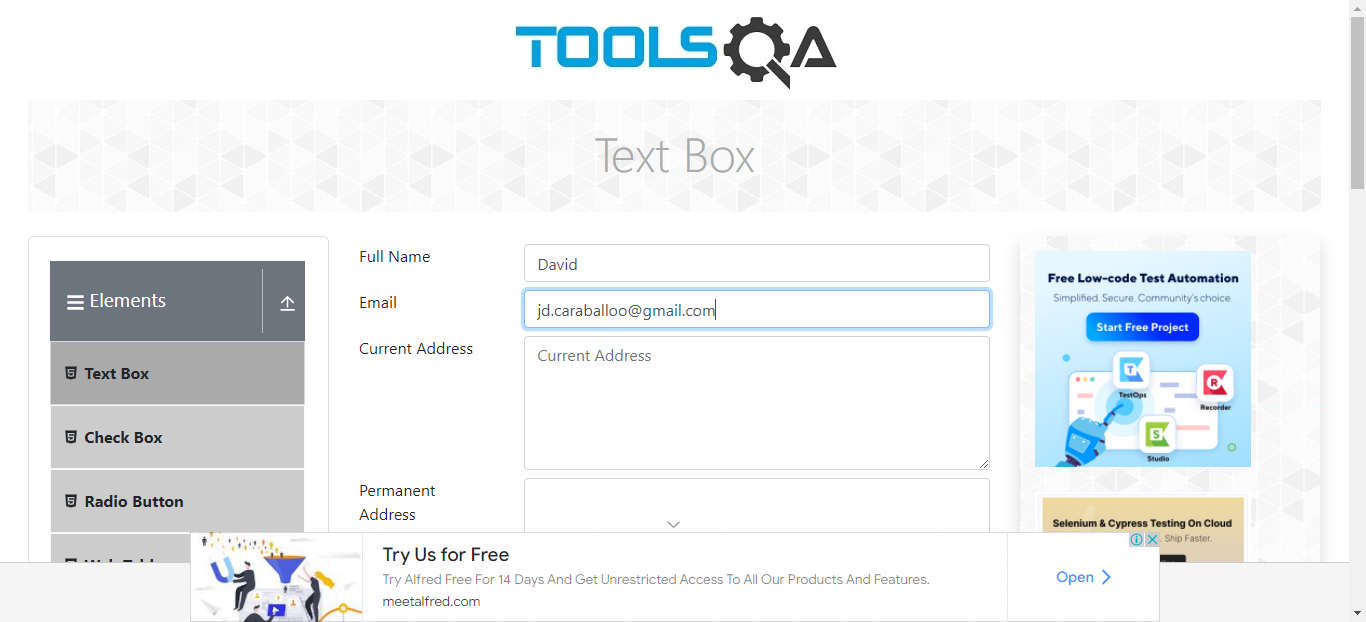 TOOLSQA
Text Box
Elements
Text Box
Check Box
Radio Button
Full Name
David
Email
jd.caraballoo@gmail.com
Current Address
Current Address
Permanent
Address
Free Low-code Test Automation
Simplified. Secure. Community's choice.
Start Free Project
T
TestOps
R
Recorder
S
Studio
Selenium & Cypress Testing On Cloud
Ship Faster.
Try Us for Free
Try Alfred Free For 14 Days And Get Unrestricted Access To All Our Products And Features.
meetalfred.com
Open